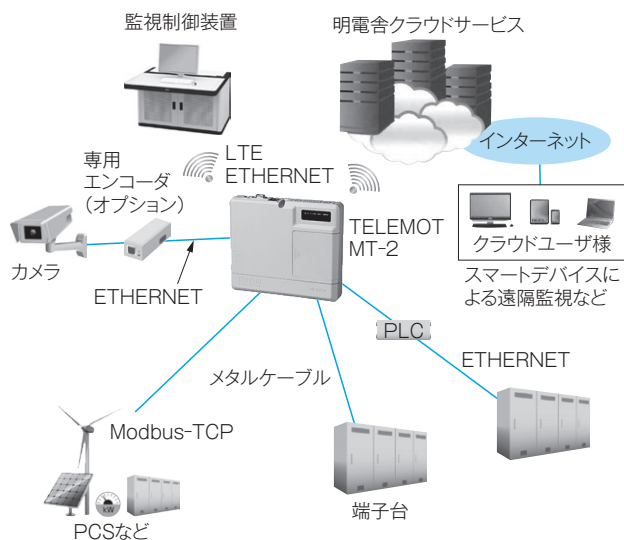 監視制御装置
明電舎クラウドサービス
インターネット
LTE
ETHERNET
専用
エンコーダ
（オプション）
TELEMOT
MT-2
クラウドユーザ様
カメラ
スマートデバイスに
よる遠隔監視など
ETHERNET
PLC
ETHERNET
メタルケーブル
Modbus-TCP
kW
端子台
PCSなど